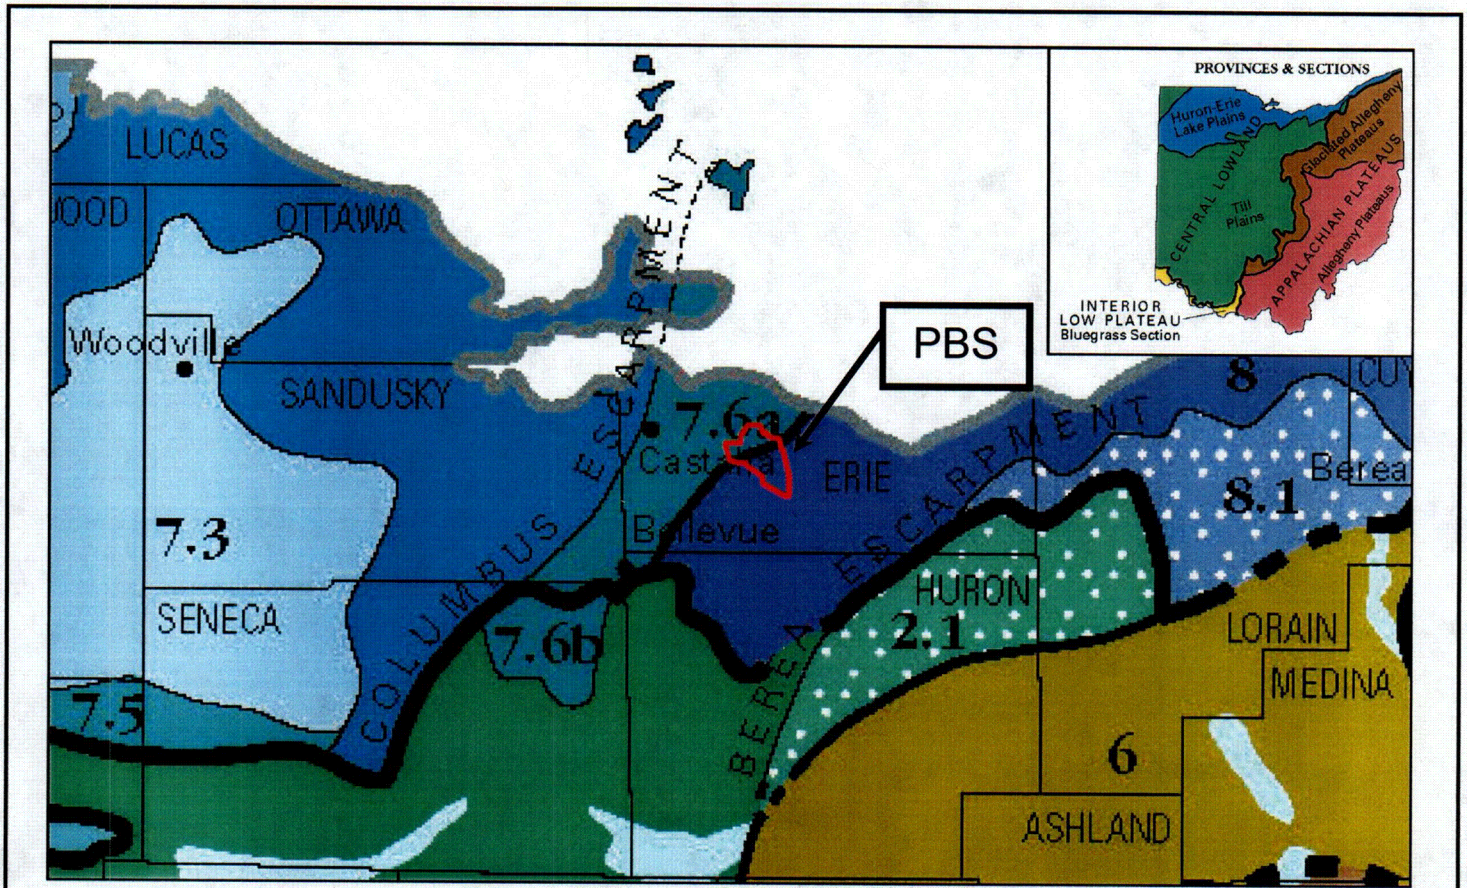 PROVINCES & SECTIONS
Huron-Erie
Lake Plains
Glaciated Allegheny
Plateaus
CENTRAL LOWLAND
Till
Plains
APPALACHIAN PLATEAUS
Allegheny Plateaus
INTERIOR
LOW PLATEAU
Bluegrass Section
LUCAS
OTTAWA
Woodville
SANDUSKY
COLUMBUS ESCARPMENT
PBS
7.6a
Castalia
ERIE
8
Berea
8.1
7.3
Bellevue
BEREA ESCARPMENT
SENECA
HURON
2.1
7.6b
LORAIN
MEDINA
7.5
6
ASHLAND